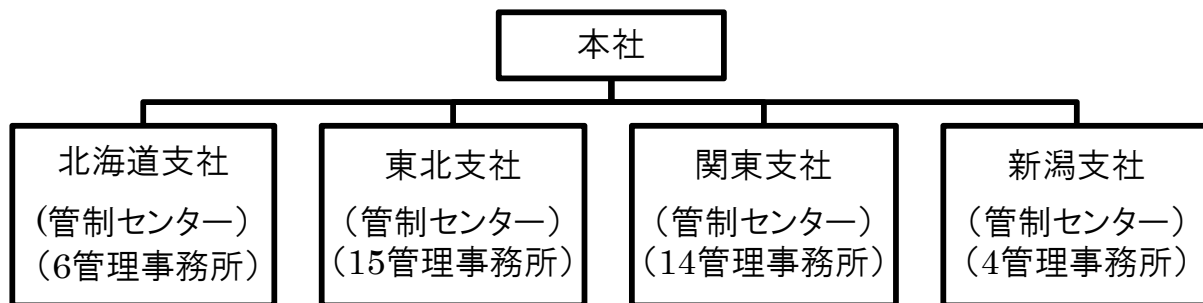 本社
北海道支社
(管制センター）
（6管理事務所）
東北支社
（管制センター）
（15管理事務所）
関東支社
（管制センター）
（14管理事務所）
新潟支社
（管制センター）
（4管理事務所）